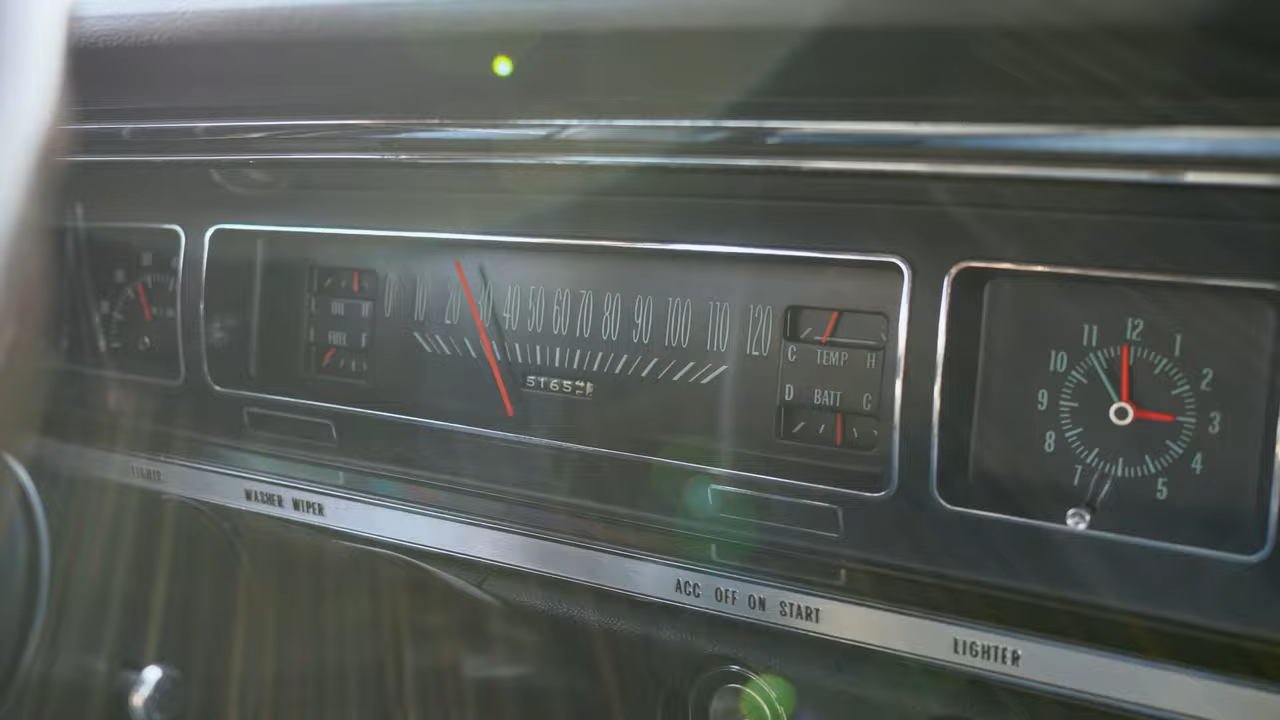 OIL
FUEL F
0 10 20 30 40 50 60 70 80 90 100 110 120
C TEMP H
D BATT C
12
1
2
3
4
5
7
8
9
10
11
LIGHTS
WASHER WIPER
ACC OFF ON START
LIGHTER